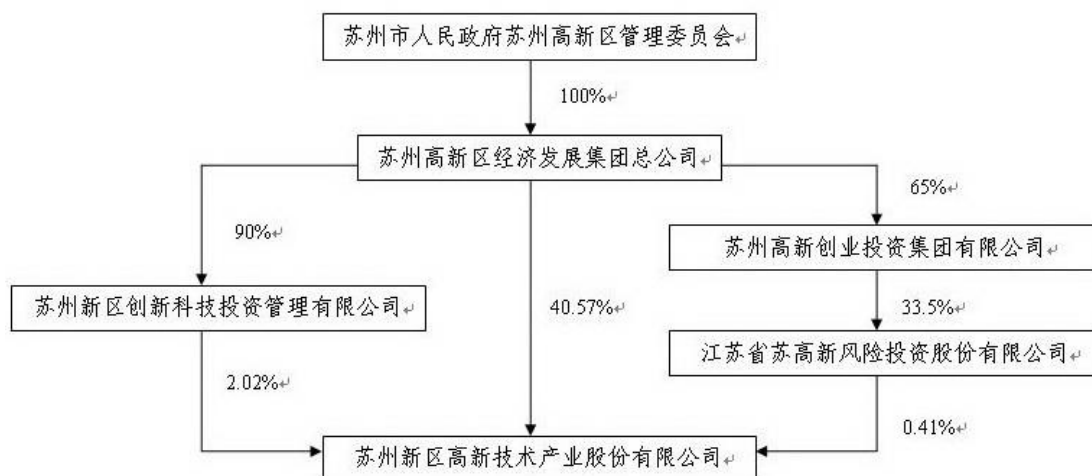 苏州市人民政府苏州高新区管理委员会↵
100%↵
苏州高新区经济发展集团总公司↵
65%↵
90%↵
苏州高新创业投资集团有限公司↵
苏州新区创新科技投资管理有限公司↵
40.57%↵
33.5%↵
江苏省苏高新风险投资股份有限公司↵
2.02%↵
0.41%↵
苏州新区高新技术产业股份有限公司↵